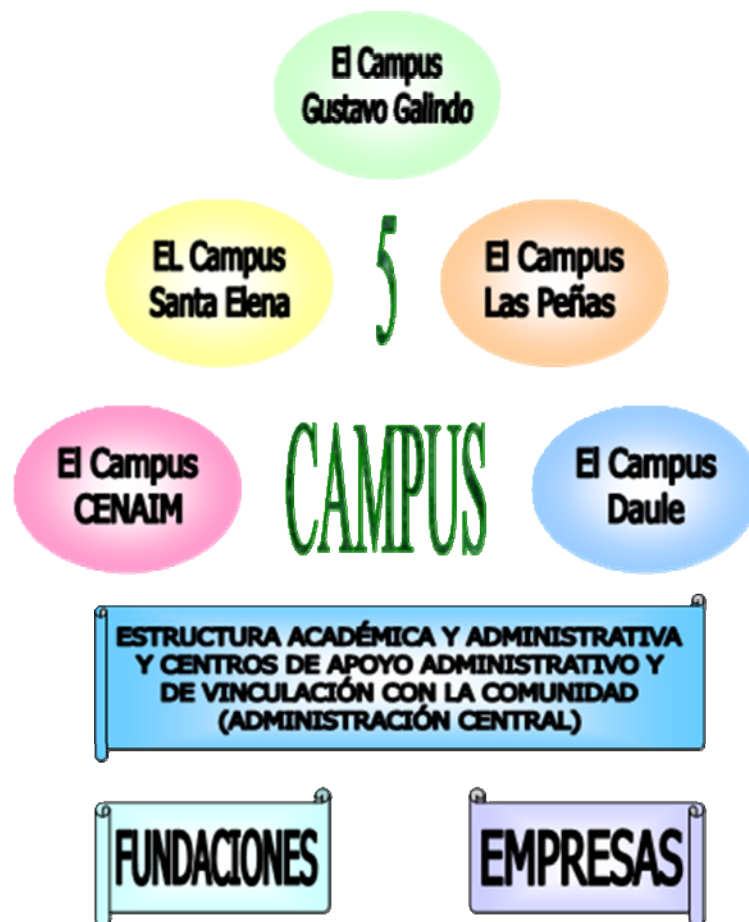 El Campus
Gustavo Galindo
EL Campus
Santa Elena
5
El Campus
Las Peñas
El Campus
CENAIM
CAMPUS
El Campus
Daule
ESTRUCTURA ACADÉMICA Y ADMINISTRATIVA
Y CENTROS DE APOYO ADMINISTRATIVO Y
DE VINCULACIÓN CON LA COMUNIDAD
(ADMINISTRACIÓN CENTRAL)
FUNDACIONES
EMPRESAS